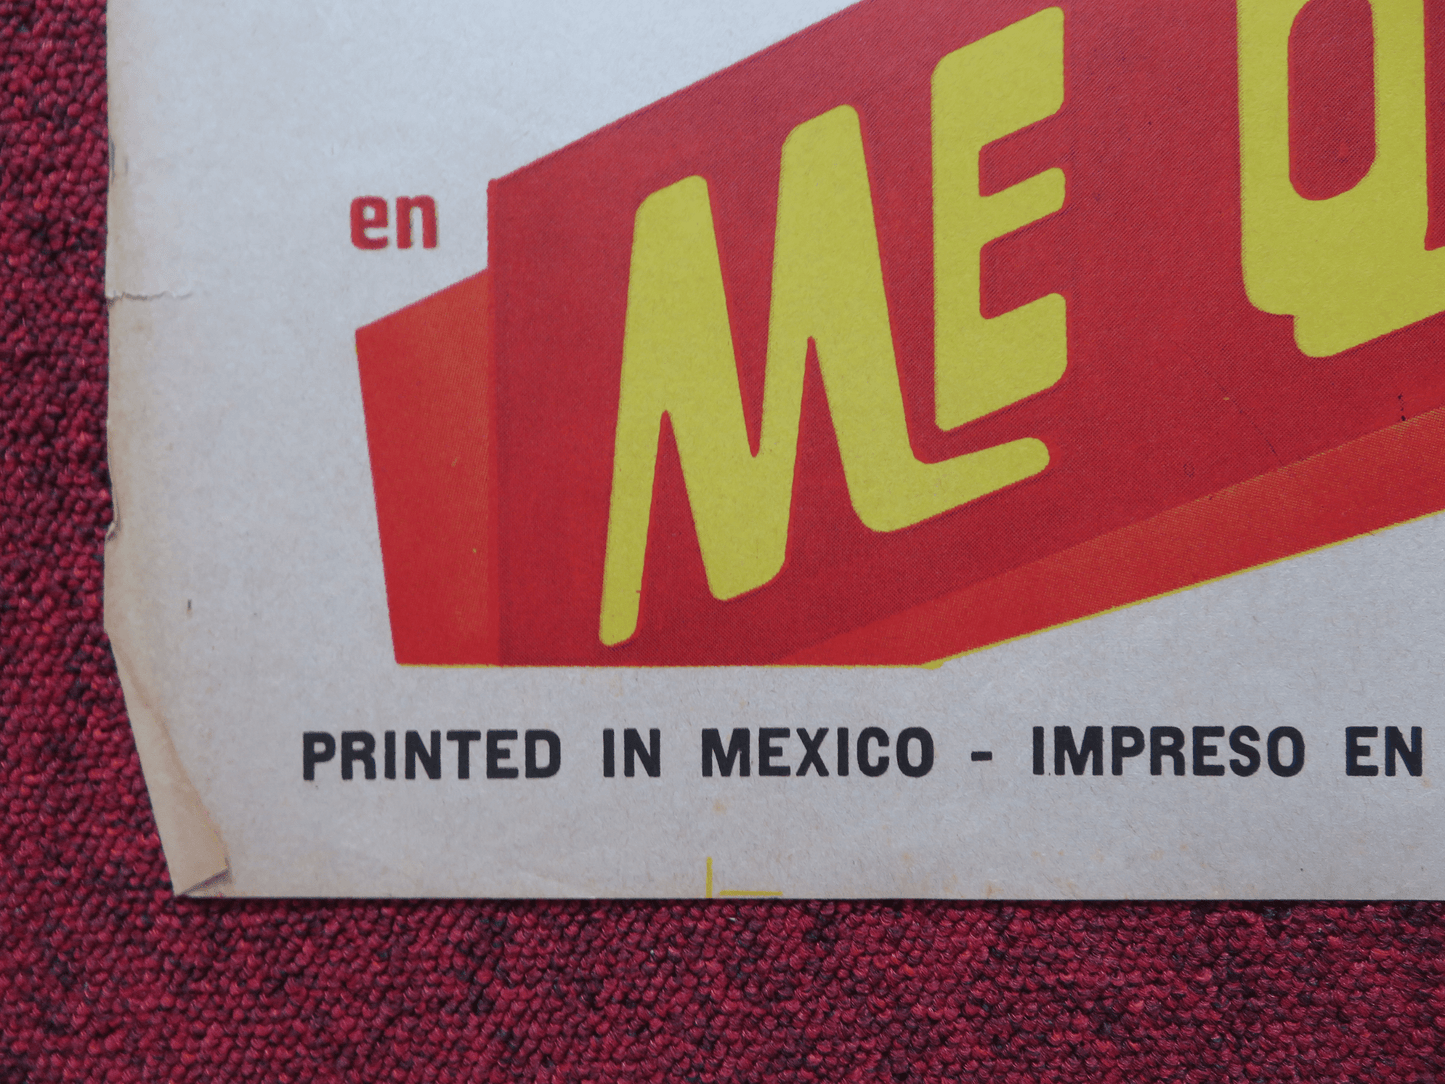 en
ME Q
PRINTED IN MEXICO - IMPRESO EN